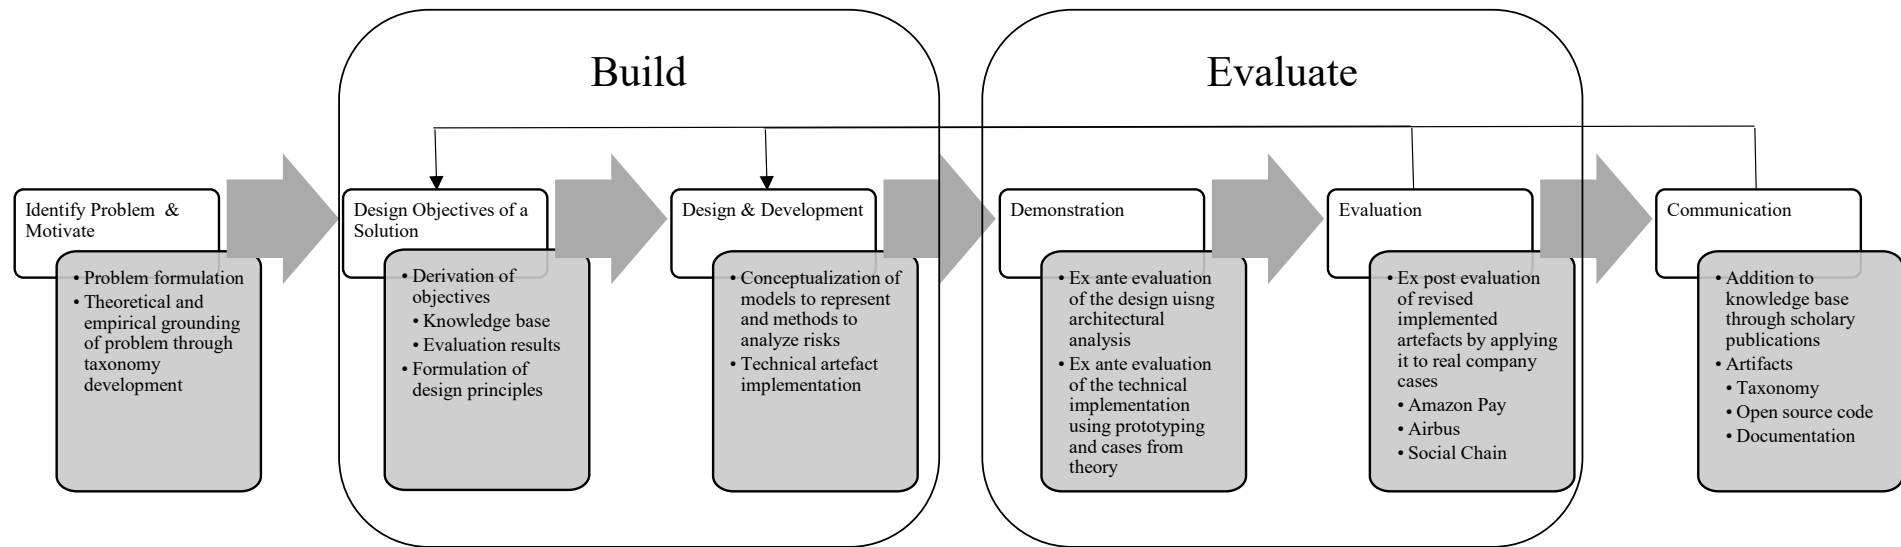 Build
Evaluate
Identify Problem  &
Motivate
• Problem formulation
• Theoretical and
empirical grounding
of problem through
taxonomy
development
Design Objectives of a
Solution
• Derivation of
objectives
• Knowledge base
• Evaluation results
• Formulation of
design principles
Design & Development
• Conceptualization of
models to represent
and methods to
analyze risks
• Technical artefact
implementation
Demonstration
• Ex ante evaluation
of the design uisng
architectural
analysis
• Ex ante evaluation
of the technical
implementation
using prototyping
and cases from
theory
Evaluation
• Ex post evaluation
of revised
implemented
artefacts by applying
it to real company
cases
• Amazon Pay
• Airbus
• Social Chain
Communication
• Addition to
knowledge base
through scholary
publications
• Artifacts
• Taxonomy
• Open source code
• Documentation